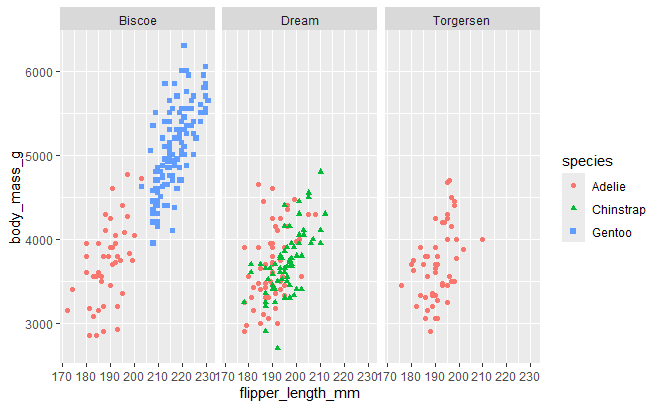 Biscoe Dream Torgersen
6000
5000
4000
3000
body_mass_g
170 180 190 200 210 220 230 170 180 190 200 210 220 230 170 180 190 200 210 220 230
flipper_length_mm
species
Adelie
Chinstrap
Gentoo